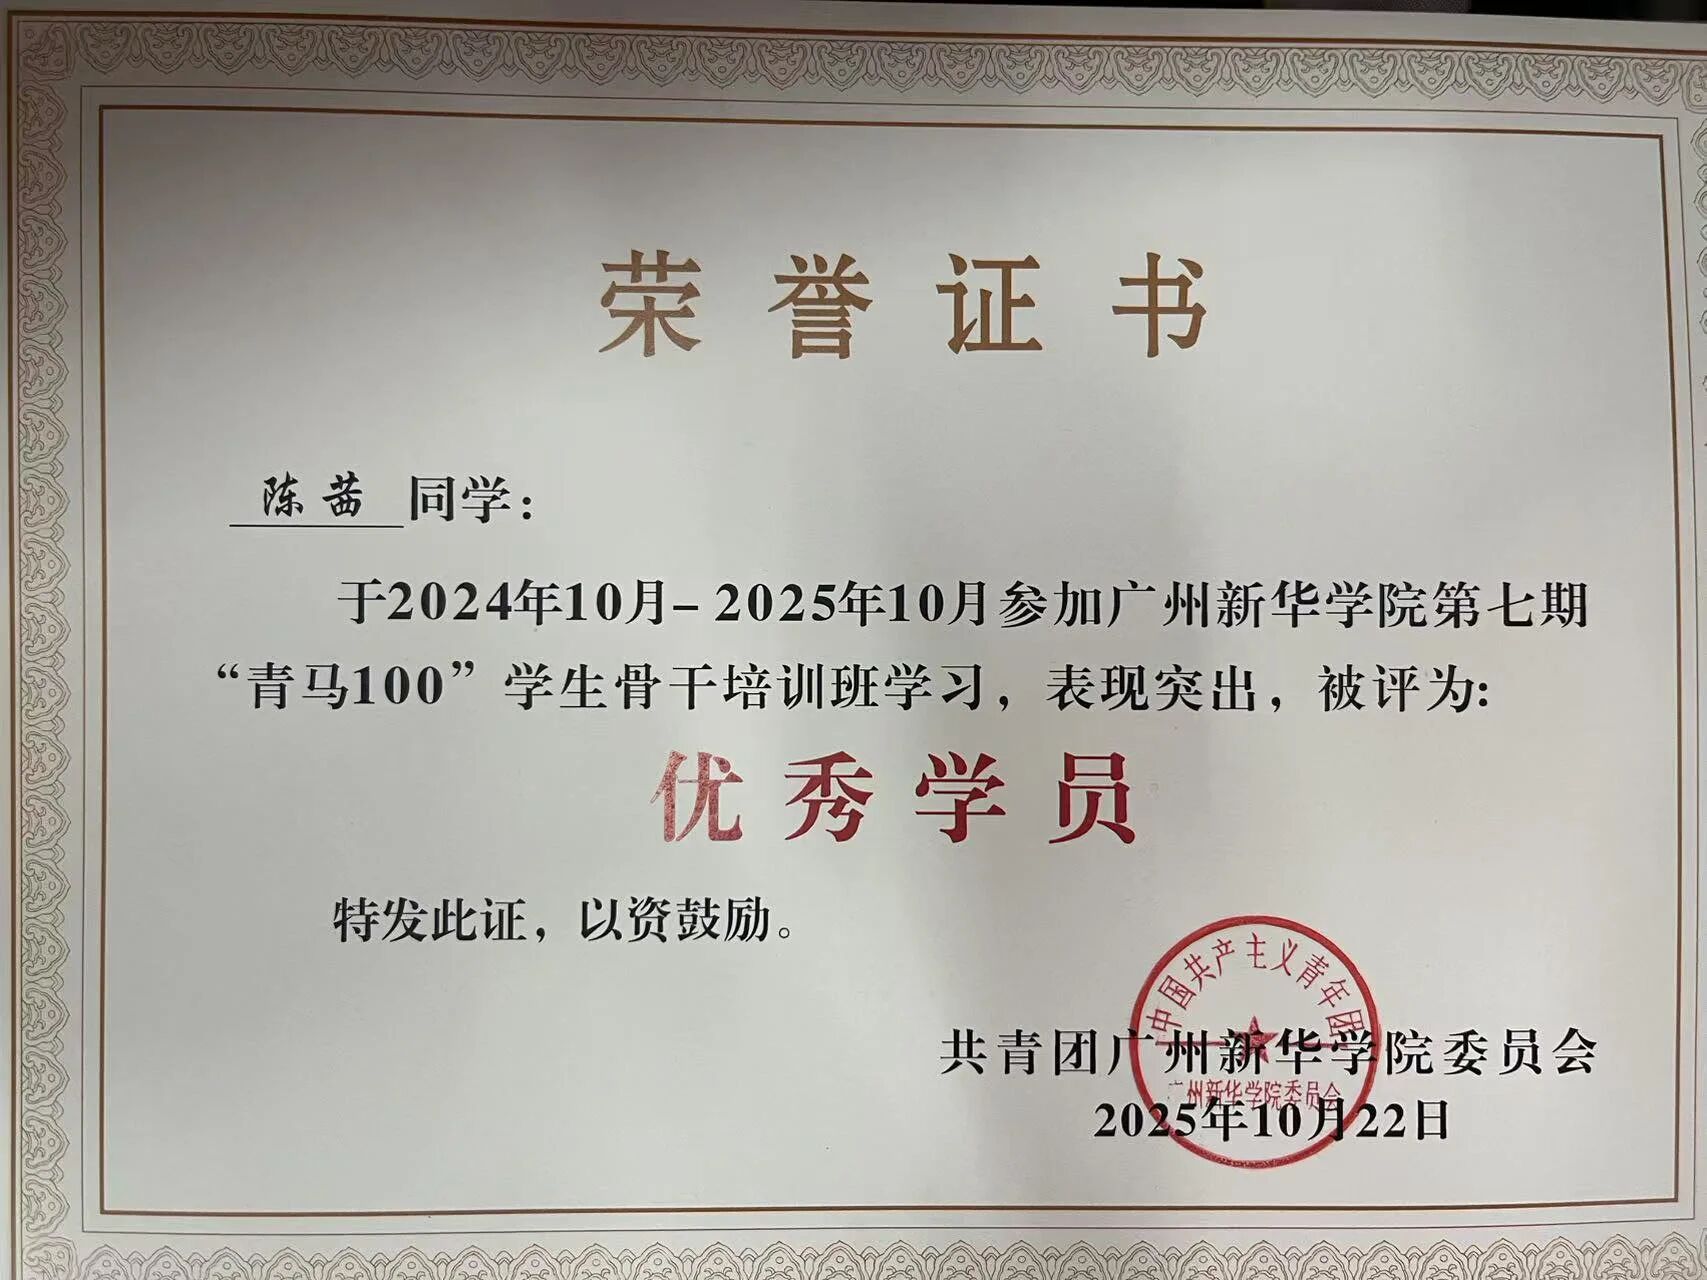 荣誉证书
陈茜 同学：
于2024年10月-2025年10月参加广州新华学院第七期
“青马100”学生骨干培训班学习，表现突出，被评为:
优秀学员
特发此证，以资鼓励。
中国共产主义青年团
共青团广州新华学院委员会
广州新华学院委员会
2025年10月22日